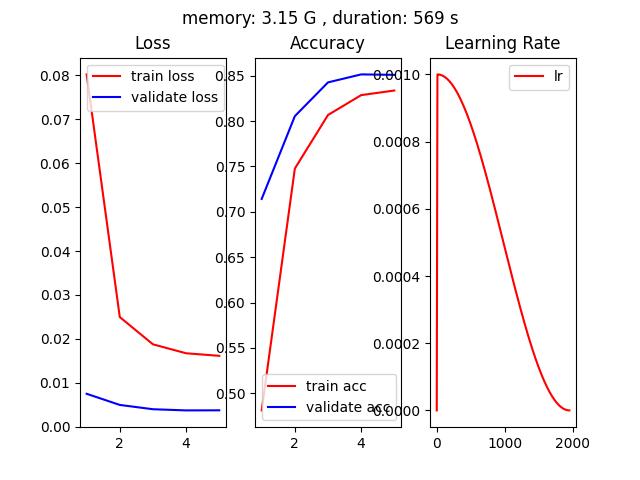 memory: 3.15 G , duration: 569 s
Loss
0.08
0.07
0.06
0.05
0.04
0.03
0.02
0.01
0.00
2 4
train loss
validate loss
Accuracy
0.85
0.80
0.75
0.70
0.65
0.60
0.55
0.50
2 4
train acc
validate acc
Learning Rate
0.0010
0.0008
0.0006
0.0004
0.0002
0.0000
0 1000 2000
lr